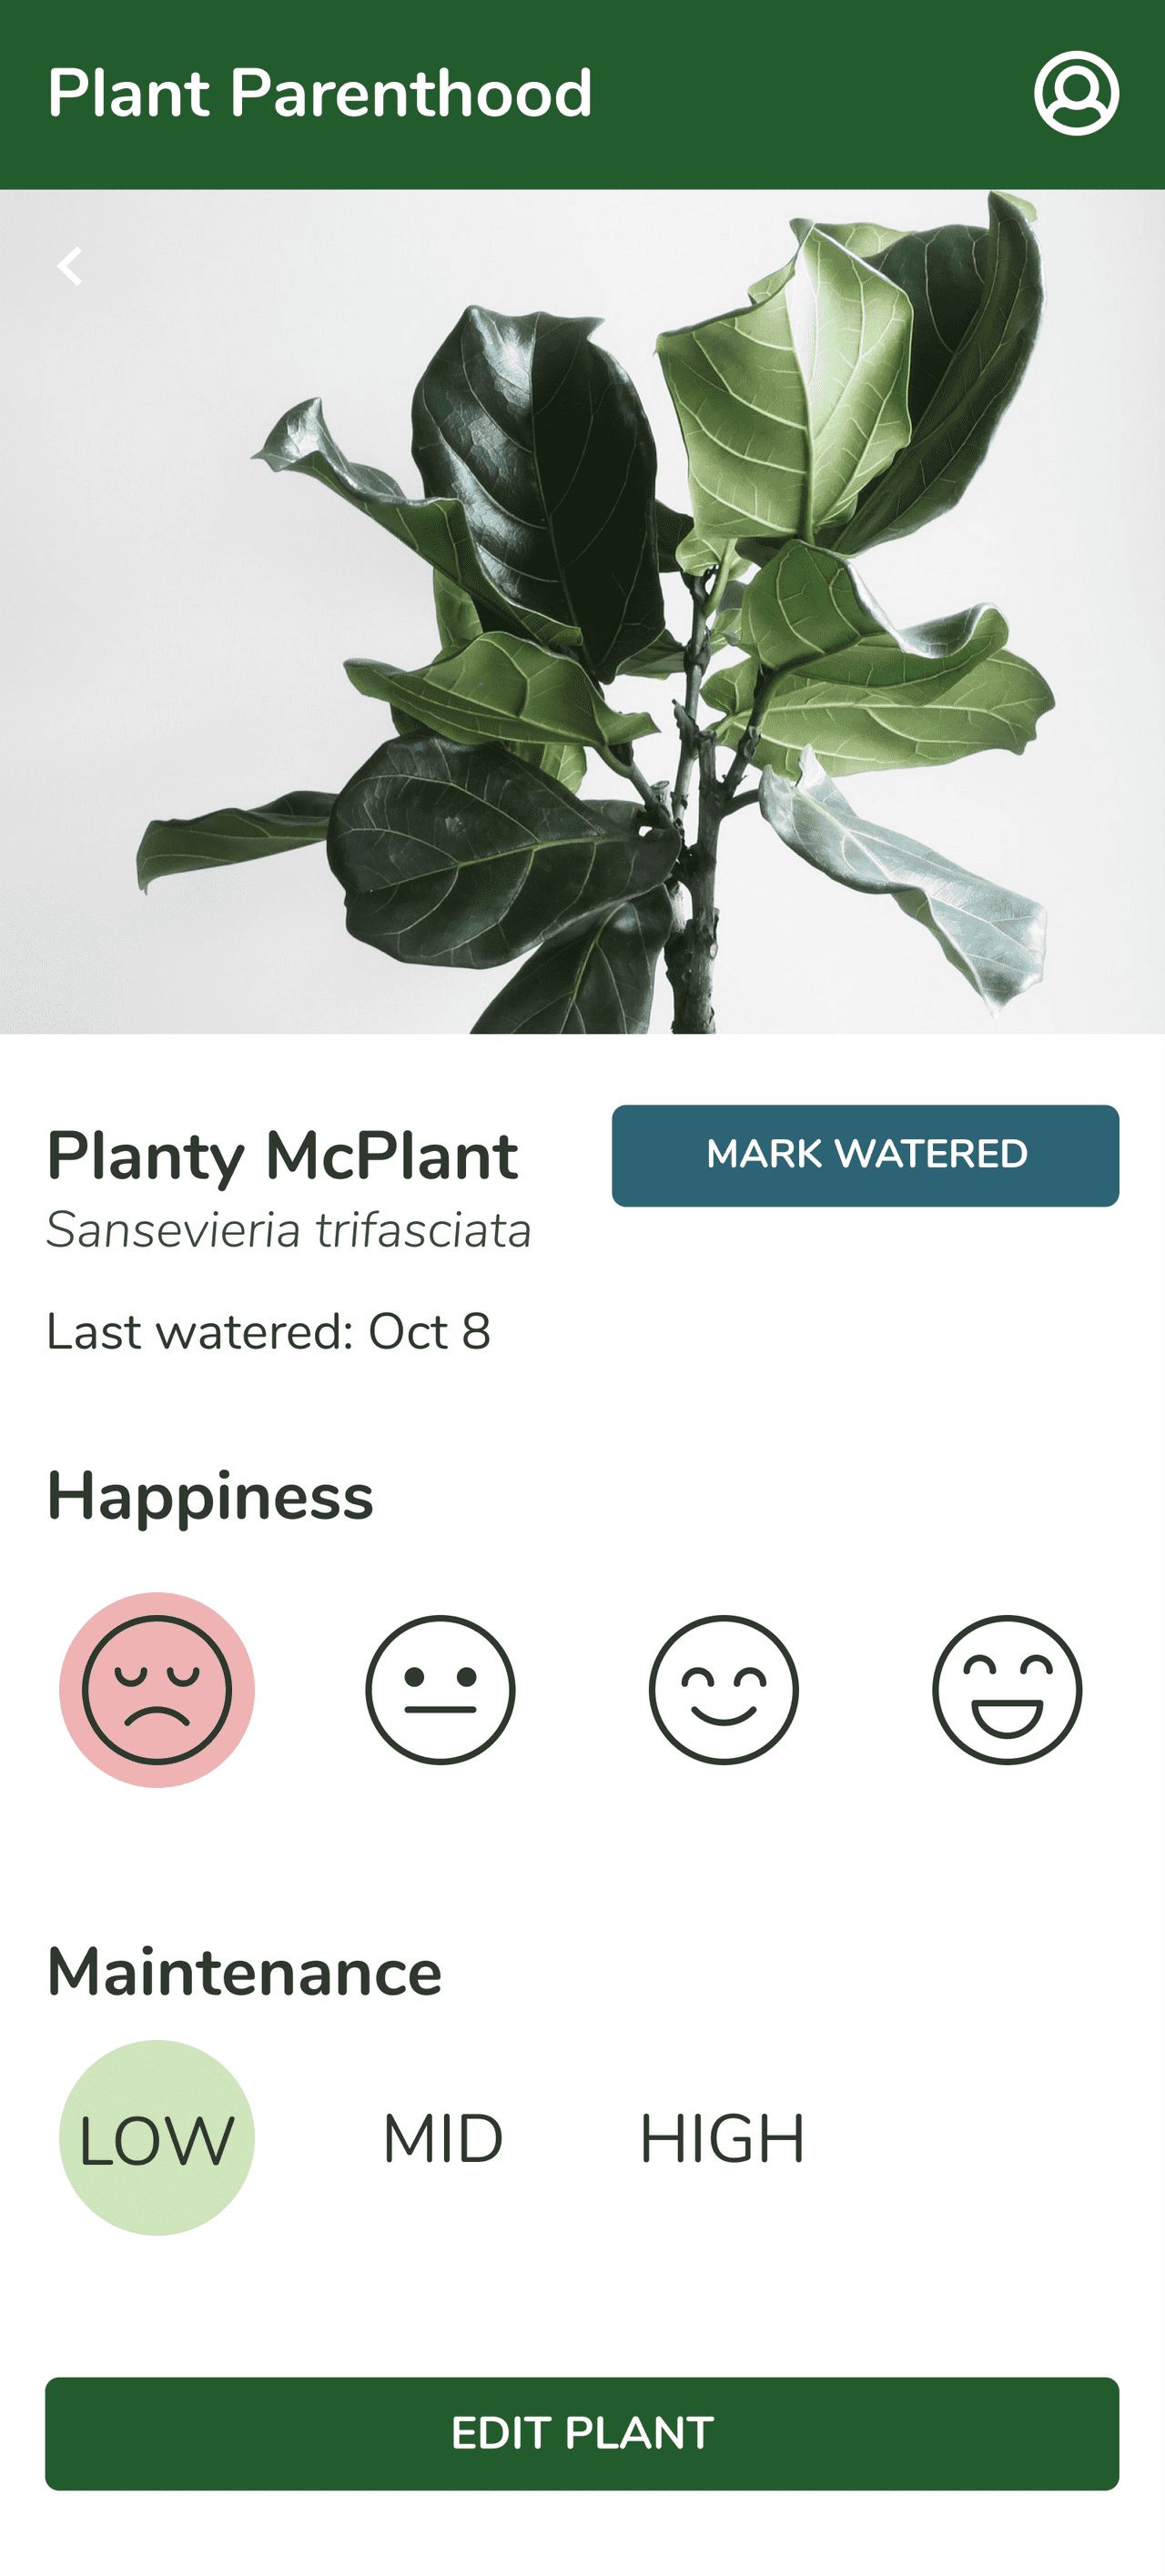 Plant Parenthood
Planty McPlant
MARK WATERED
Sansevieria trifasciata
Last watered: Oct 8
Happiness
Maintenance
LOW MID HIGH
EDIT PLANT